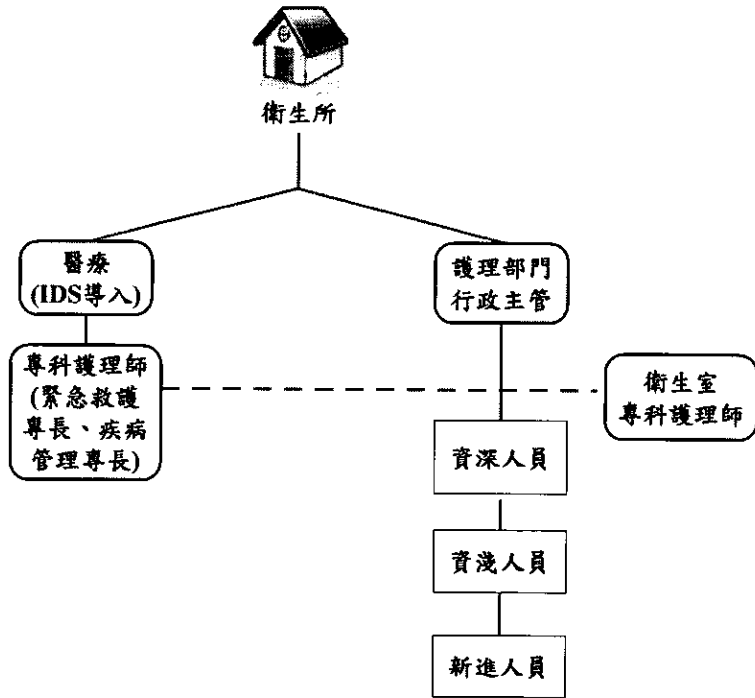 衛生所
醫療
(IDS導入)
護理部門
行政主管
專科護理師
(緊急救護
專長、疾病
管理專長)
衛生室
專科護理師
資深人員
資淺人員
新進人員